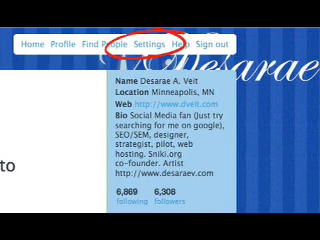 Home Profile Find People Settings Help Sign out
Desarae
Name Desarae A. Veit
Location Minneapolis, MN
Web http://www.dveit.com
Bio Social Media fan (Just try
searching for me on google),
SEO/SEM, designer,
strategist, pilot, web
hosting. Sniki.org
co-founder. Artist
http://www.desaraev.com
to
6,869 6,308
following followers